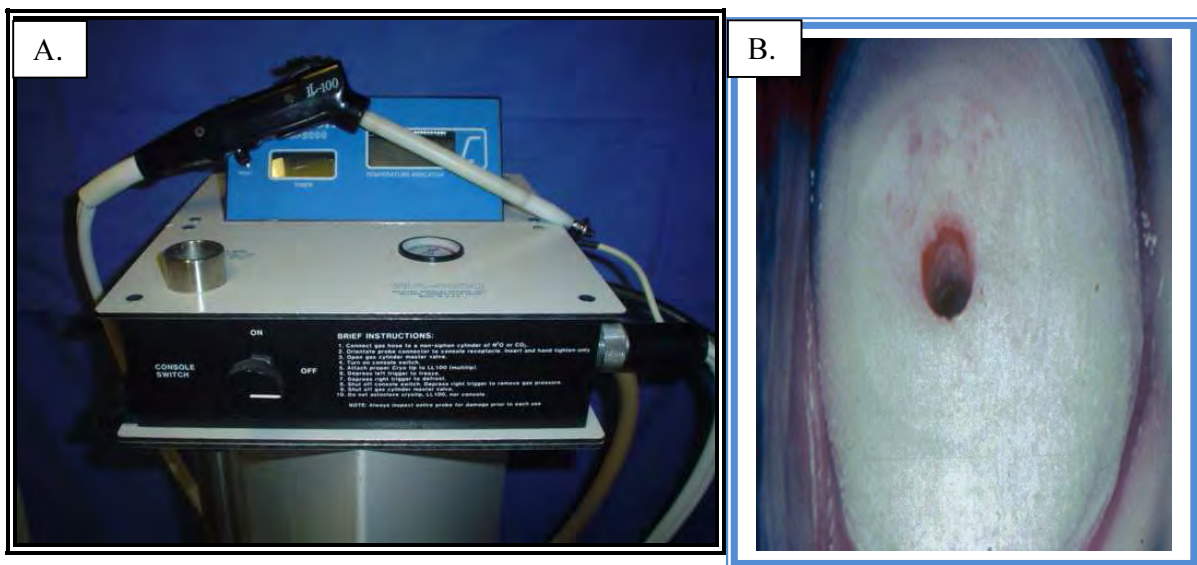 A.
B.
LL-100
2000
TIMER
TEMPERATURE INDICATOR
ON
OFF
CONSOLE
SWITCH
BRIEF INSTRUCTIONS:
1. Connect gas hose to a non-siphon cylinder of N²O or CO₂.
2. Orientate probe connector to console receptacle. Insert and hand tighten only
3. Open gas cylinder master valve.
4. Turn on console switch.
5. Attach proper Cryo tip to LL100 (multitip)
6. Depress left trigger to freeze.
7. Depress right trigger to defrost.
8. Shut off console switch. Depress right trigger to remove gas pressure.
9. Shut off gas cylinder master valve.
10. Do not autoclave cryotip, LL100, nor console.
NOTE: Always inspect entire probe for damage prior to each use